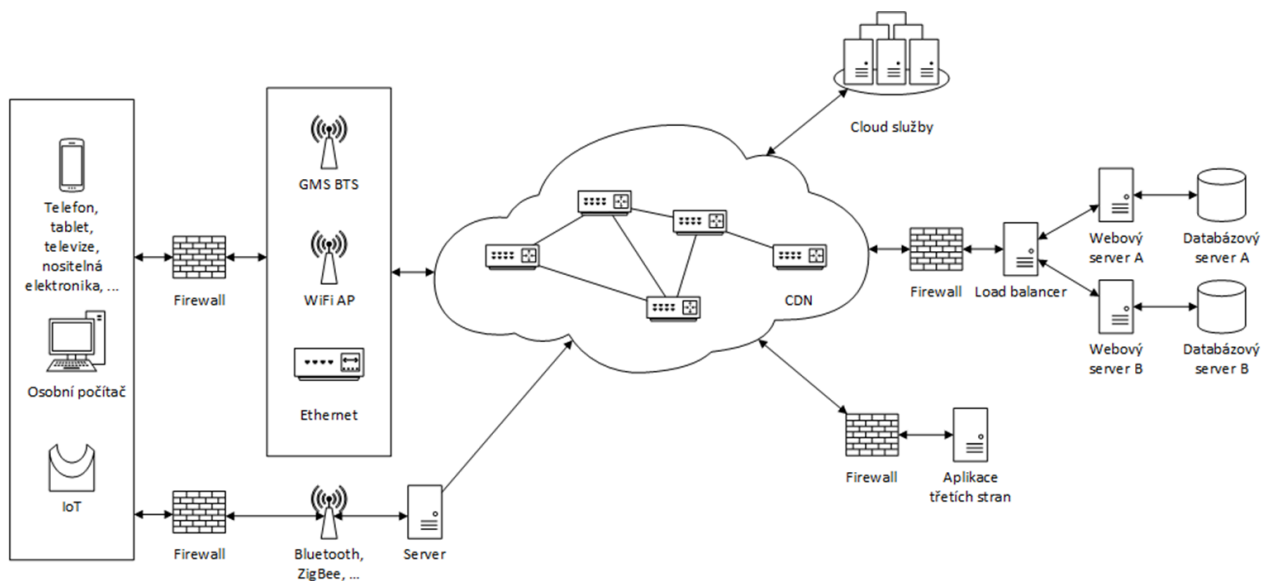 Cloud služby
GMS BTS
WiFi AP
Ethernet
Telefon,
tablet,
televize,
nositelná
elektronika, ...
Osobní počítač
IoT
Firewall
Firewall
Bluetooth,
ZigBee, ...
Server
CDN
Firewall
Load balancer
Webový
server A
Databázový
server A
Webový
server B
Databázový
server B
Firewall
Aplikace
třetích stran